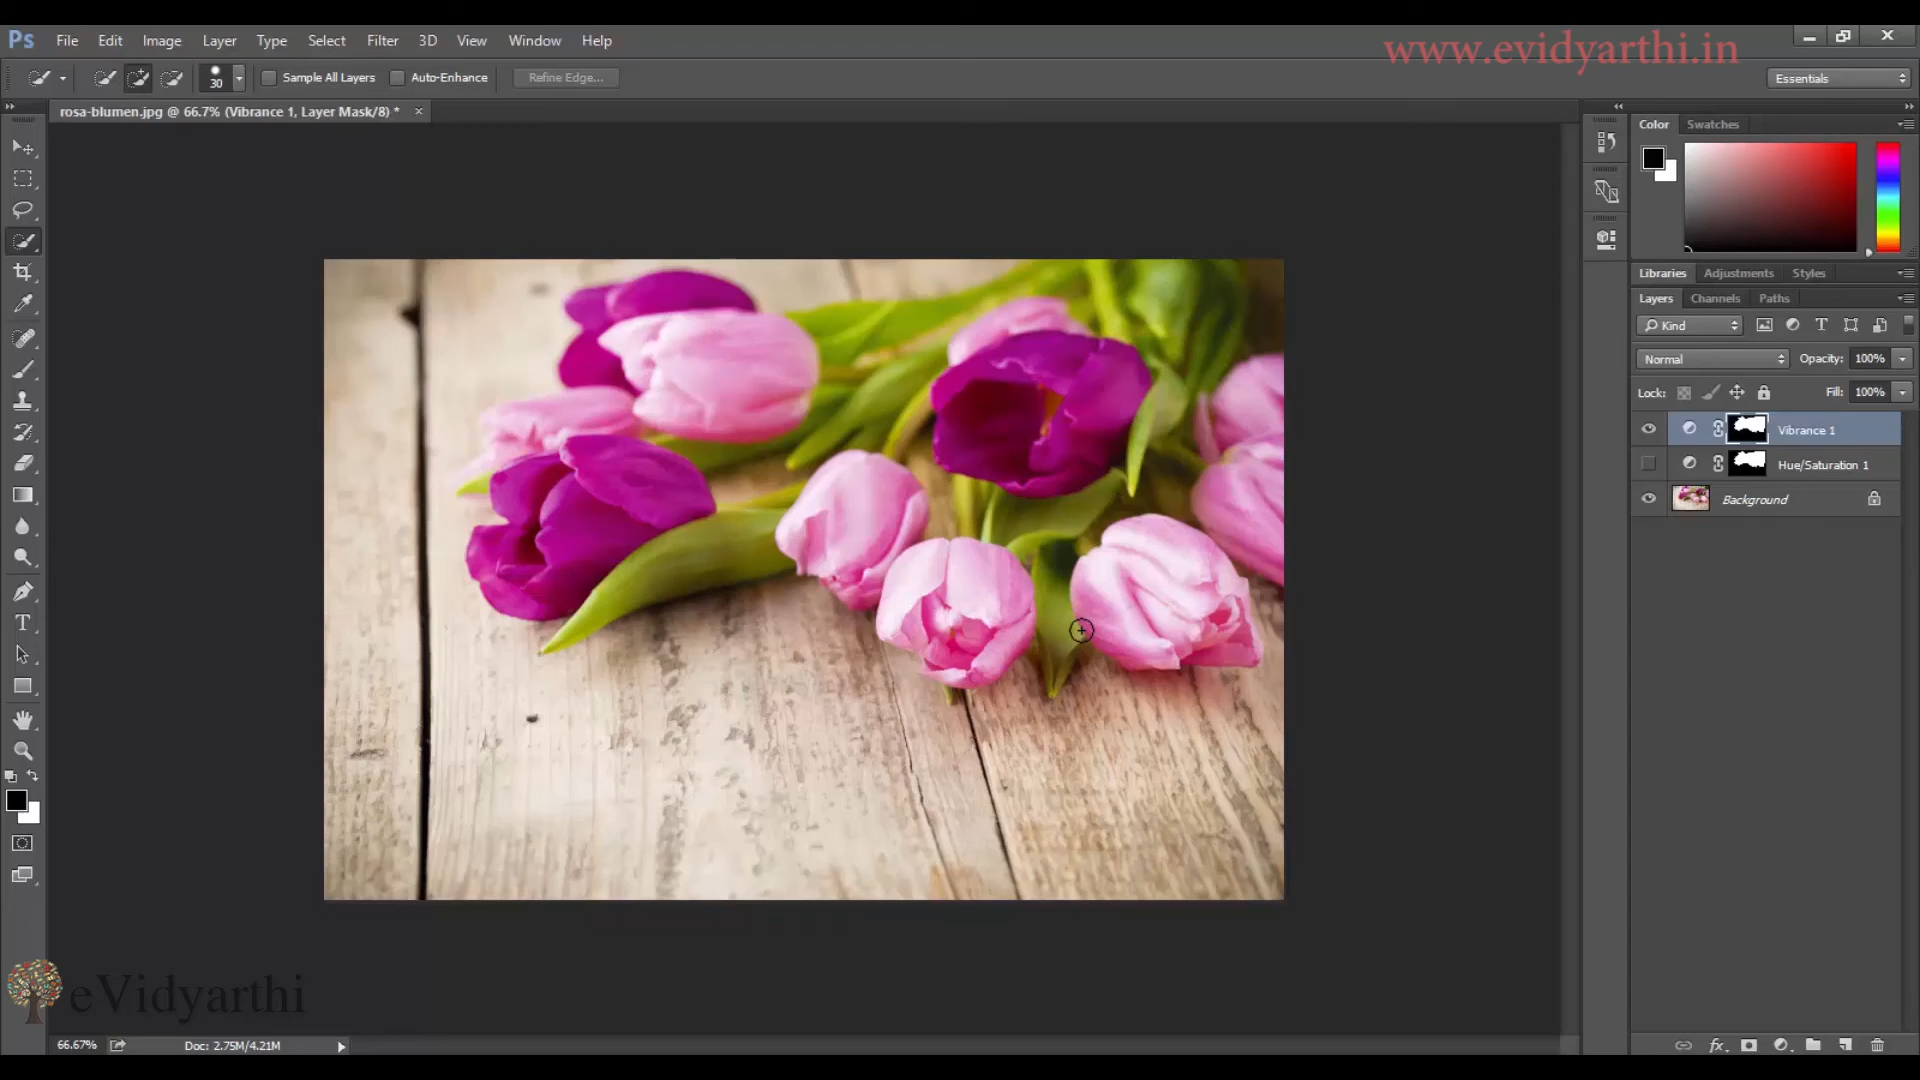 www.evidyarthi.in
Ps File Edit Image Layer Type Select Filter 3D View Window Help
30 Sample All Layers Auto-Enhance Refine Edge... Essentials
rosa-blumen.jpg @ 66.7% (Vibrance 1, Layer Mask/8) * ×
Color Swatches
Libraries Adjustments Styles
Layers Channels Paths
Kind
Normal Opacity: 100%
Lock: Fill: 100%
Vibrance 1
Hue/Saturation 1
Background
eVidyarthi
66.67% Doc: 2.75M/4.21M
fx